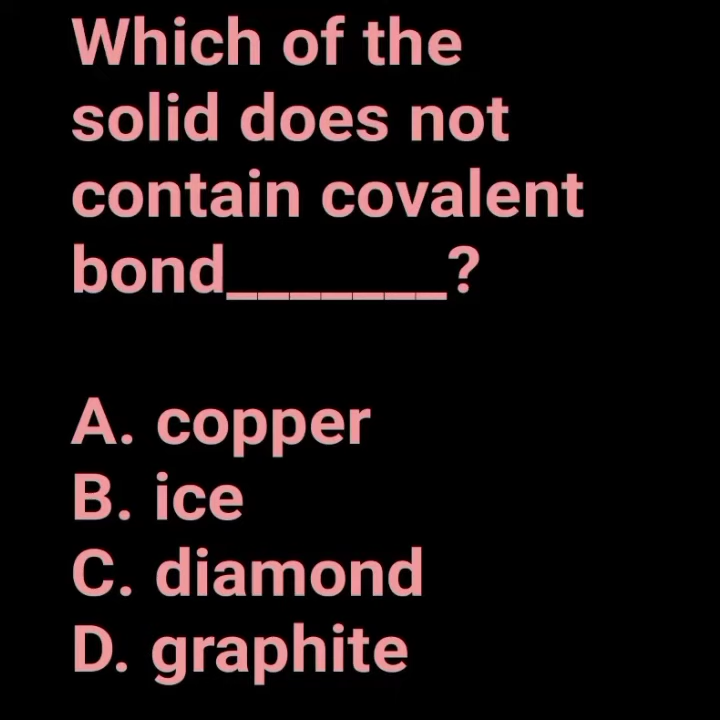 Which of the
solid does not
contain covalent
bond_______?
A. copper
B. ice
C. diamond
D. graphite